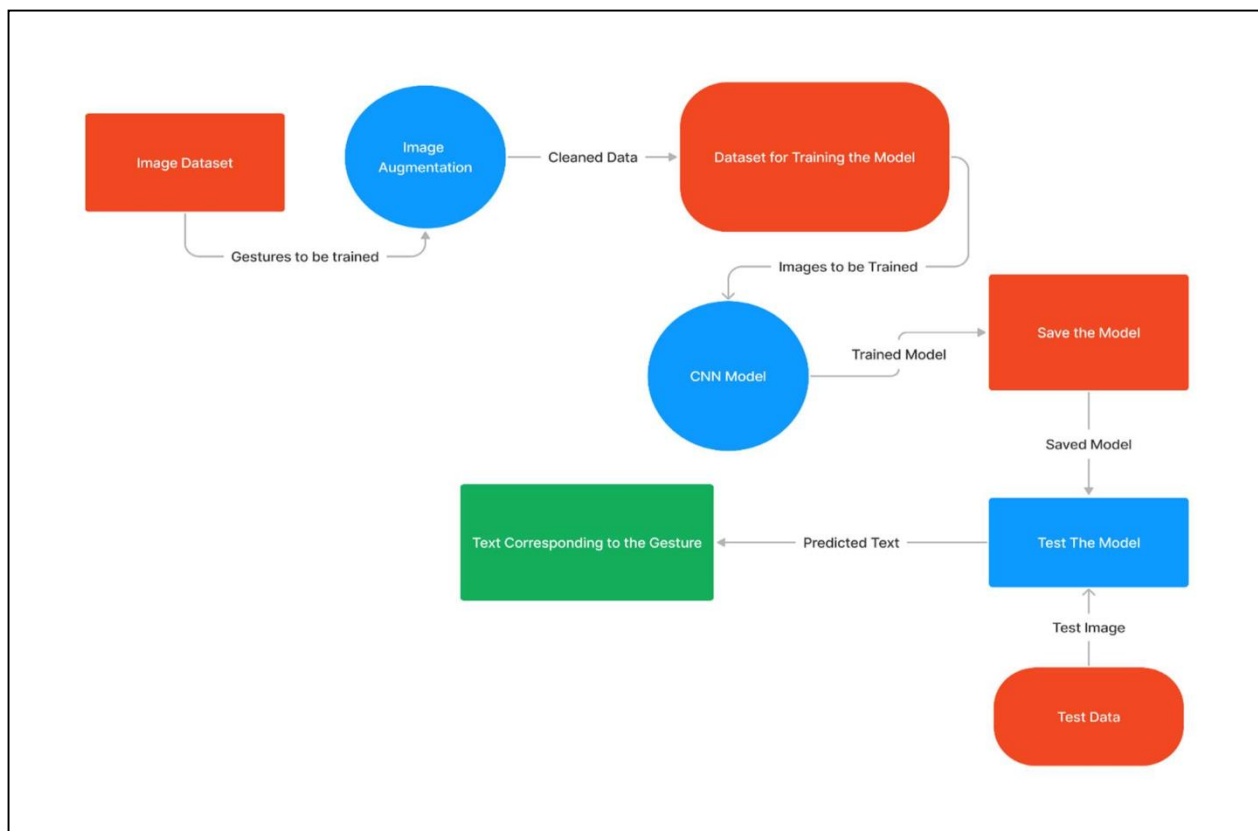 Image Dataset
Gestures to be trained
Image
Augmentation
Cleaned Data
Dataset for Training the Model
Images to be Trained
CNN Model
Trained Model
Save the Model
Saved Model
Test The Model
Predicted Text
Text Corresponding to the Gesture
Test Image
Test Data